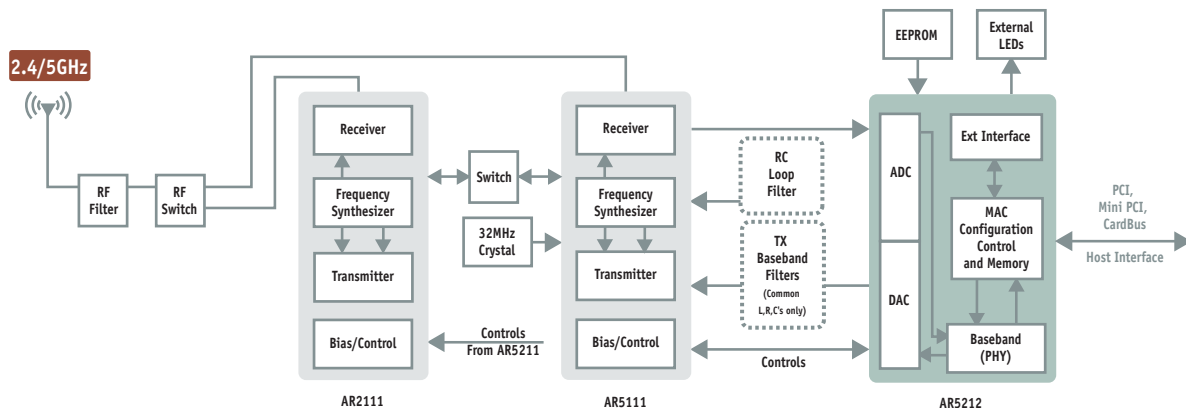 2.4/5GHz
RF
Filter
RF
Switch
Receiver
Frequency
Synthesizer
Transmitter
Bias/Control
AR2111
Switch
32MHz
Crystal
Controls
From AR5211
Receiver
Frequency
Synthesizer
Transmitter
Bias/Control
AR5111
RC
Loop
Filter
TX
Baseband
Filters
(Common
L,R,C's only)
Controls
EEPROM
External
LEDs
ADC
DAC
Ext Interface
MAC
Configuration
Control
and Memory
Baseband
(PHY)
AR5212
PCI,
Mini PCI,
CardBus
Host Interface